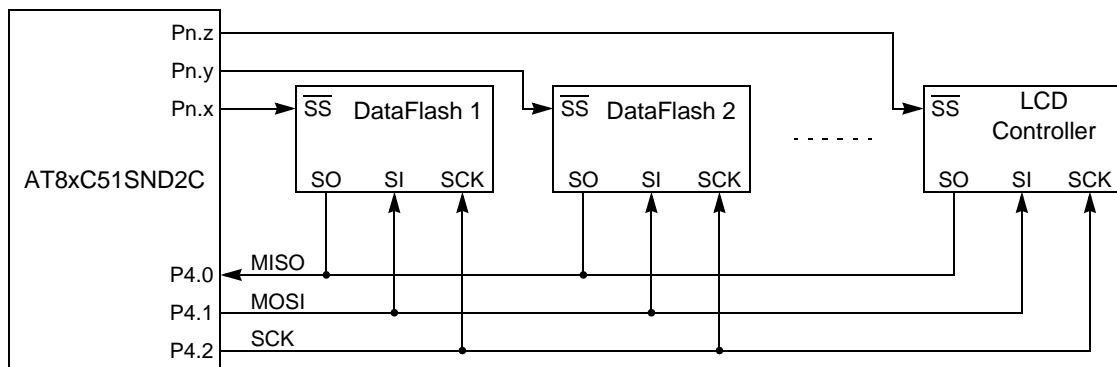 Pn.z
Pn.y
Pn.x
SS DataFlash 1
SS DataFlash 2
SS LCD
Controller
AT8xC51SND2C
SO SI SCK
SO SI SCK
SO SI SCK
P4.0 MISO
P4.1 MOSI
P4.2 SCK